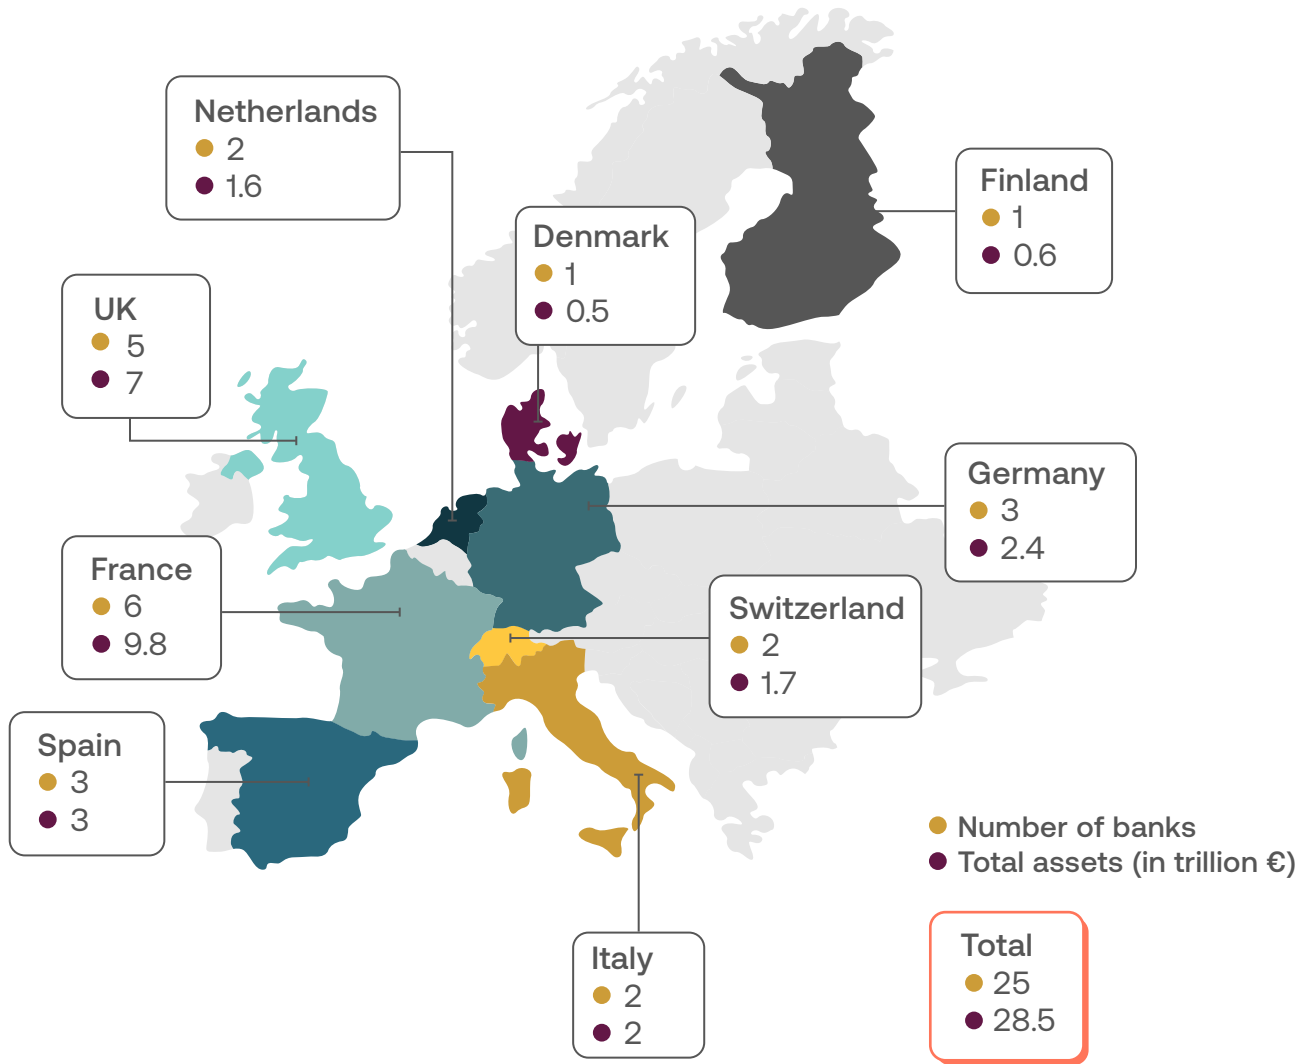 Netherlands
2
1.6
Finland
1
0.6
Denmark
1
0.5
UK
5
7
Germany
3
2.4
France
6
9.8
Switzerland
2
1.7
Spain
3
3
Number of banks
Total assets (in trillion €)
Italy
2
2
Total
25
28.5